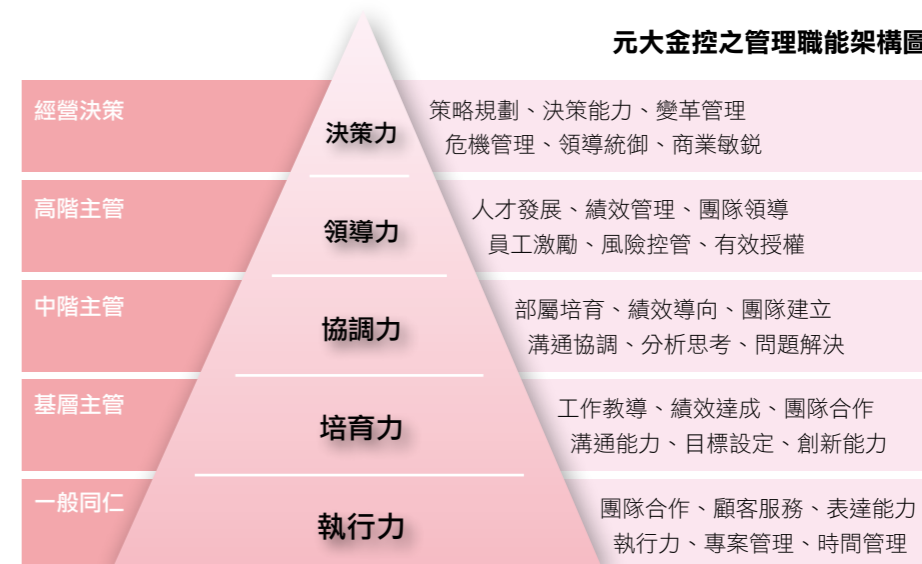 元大金控之管理職能架構圖
經營決策
決策力
策略規劃、決策能力、變革管理
危機管理、領導統御、商業敏銳
高階主管
領導力
人才發展、績效管理、團隊領導
員工激勵、風險控管、有效授權
中階主管
協調力
部屬培育、績效導向、團隊建立
溝通協調、分析思考、問題解決
基層主管
培育力
工作教導、績效達成、團隊合作
溝通能力、目標設定、創新能力
一般同仁
執行力
團隊合作、顧客服務、表達能力
執行力、專案管理、時間管理